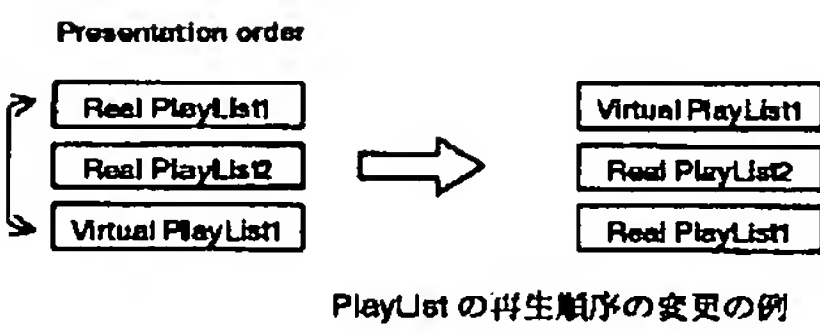 Presentation order
Real PlayList1
Real PlayList2
Virtual PlayList1
Virtual PlayList1
Real PlayList2
Real PlayList1
PlayList の再生順序の変更の例